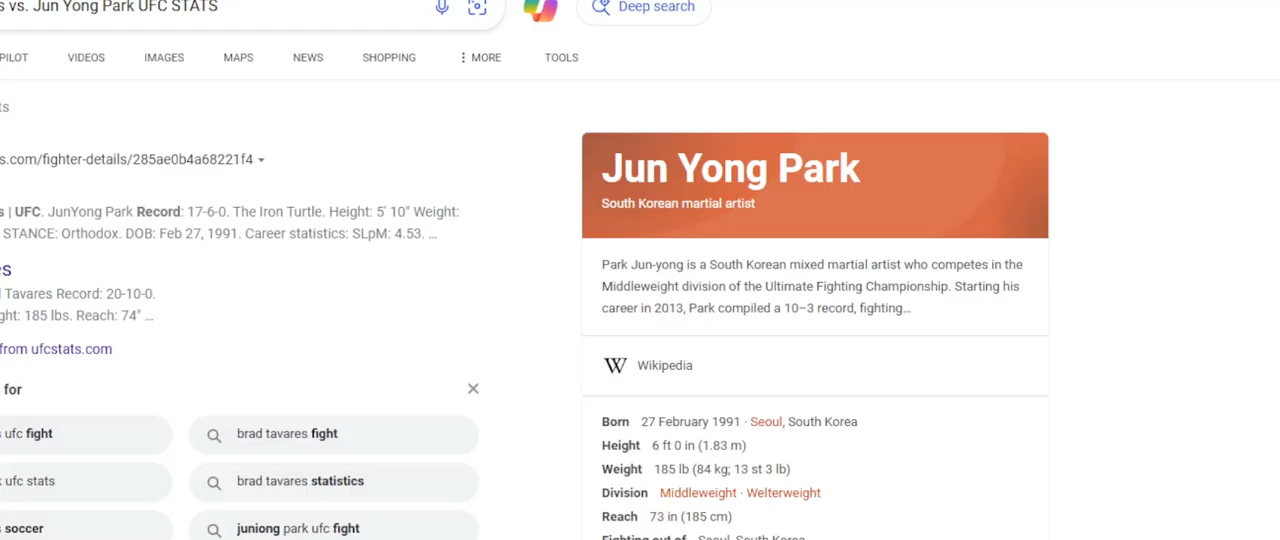 s vs. Jun Yong Park UFC STATS
Deep search
PILOT VIDEOS IMAGES MAPS NEWS SHOPPING MORE TOOLS
ts
s.com/fighter-details/285ae0b4a68221f4
s | UFC. JunYong Park Record: 17-6-0. The Iron Turtle. Height: 5' 10" Weight:
STANCE: Orthodox. DOB: Feb 27, 1991. Career statistics: SLpM: 4.53. …
es
Tavares Record: 20-10-0.
ght: 185 lbs. Reach: 74" …
from ufcstats.com
for
s ufc fight
brad tavares fight
k ufc stats
brad tavares statistics
s soccer
juniong park ufc fight
Jun Yong Park
South Korean martial artist
Park Jun-yong is a South Korean mixed martial artist who competes in the
Middleweight division of the Ultimate Fighting Championship. Starting his
career in 2013, Park compiled a 10–3 record, fighting…
W Wikipedia
Born 27 February 1991 · Seoul, South Korea
Height 6 ft 0 in (1.83 m)
Weight 185 lb (84 kg; 13 st 3 lb)
Division Middleweight · Welterweight
Reach 73 in (185 cm)
Fighting out of Seoul, South Korea